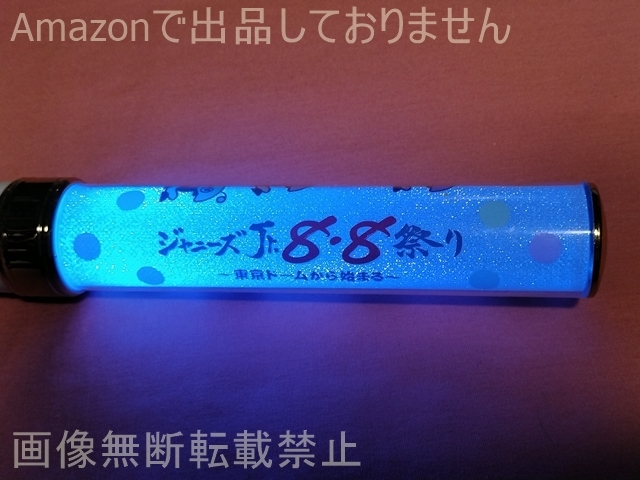 Amazonで出品しておりません
ジャニーズJr.8・8祭り
～東京ドームから始まる～
画像無断転載禁止